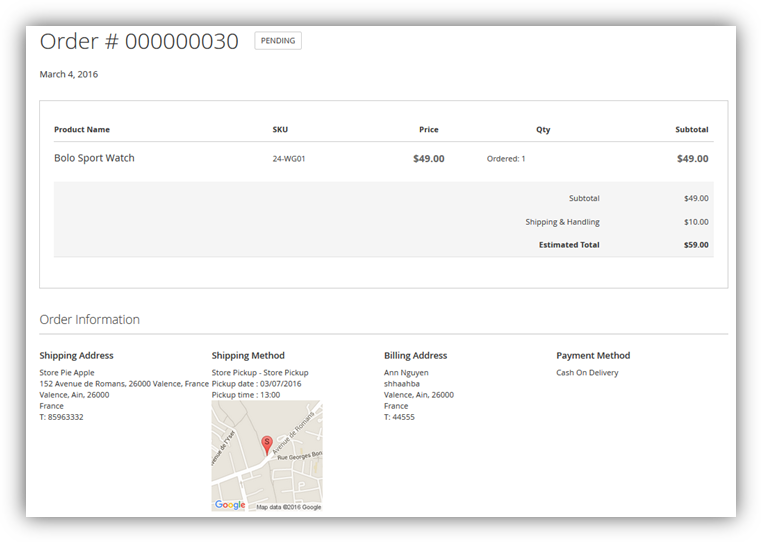 Order # 000000030 PENDING
March 4, 2016
Product Name SKU Price Qty Subtotal
Bolo Sport Watch 24-WG01 $49.00 Ordered: 1 $49.00
Subtotal $49.00
Shipping & Handling $10.00
Estimated Total $59.00
Order Information
Shipping Address
Store Pie Apple
152 Avenue de Romans, 26000 Valence, France
Valence, Ain, 26000
France
T: 85963332
Shipping Method
Store Pickup - Store Pickup
Pickup date : 03/07/2016
Pickup time : 13:00
Avenue de Romans
S
Avenue de l'Yser
Rue Georges Bon
Google Map data ©2016 Google
Billing Address
Ann Nguyen
shhaahba
Valence, Ain, 26000
France
T: 44555
Payment Method
Cash On Delivery